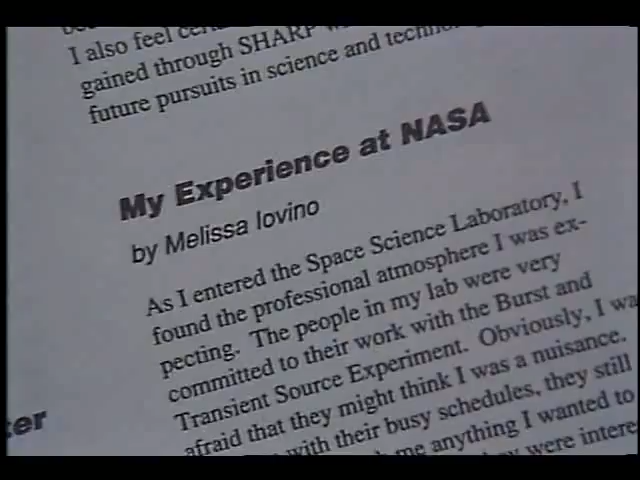 I also feel
gained through SHARP
future pursuits in science and
My Experience at NASA
by Melissa Iovino
As I entered the Space Science Laboratory, I
found the professional atmosphere I was ex-
pecting. The people in my lab were very
committed to their work with the Burst and
Transient Source Experiment. Obviously, I wa
afraid that they might think I was a nuisance.
with their busy schedules, they still
me anything I wanted to
were